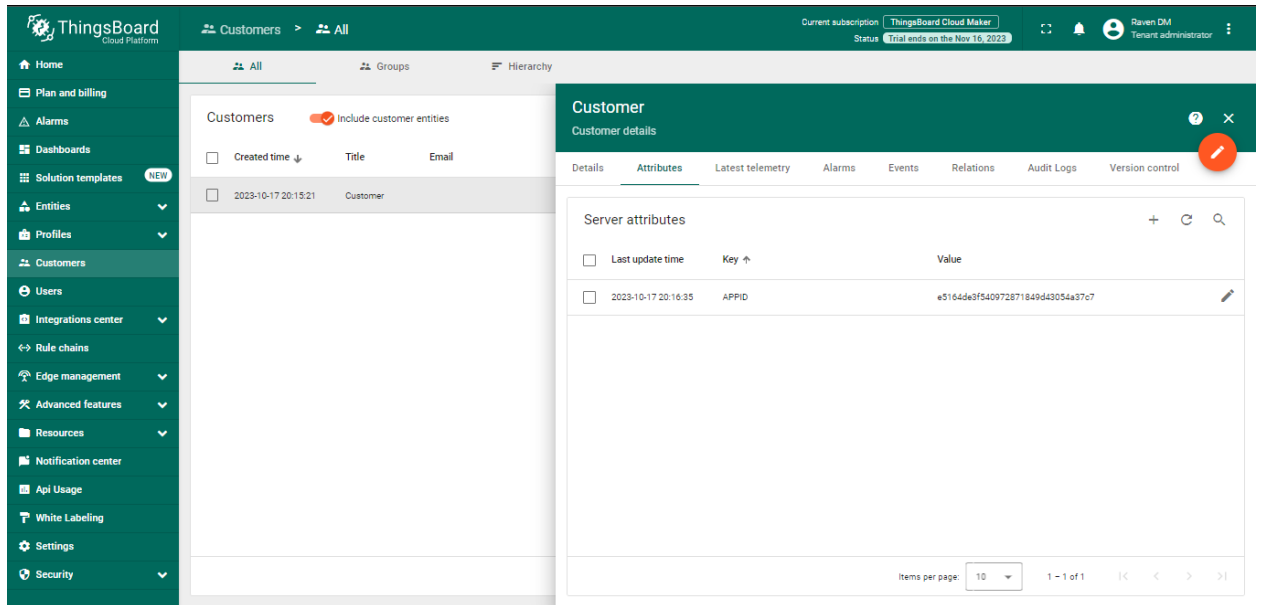 ThingsBoard
Cloud Platform
Customers > All
Current subscription ThingsBoard Cloud Maker
Status Trial ends on the Nov 16, 2023
Raven DM
Tenant administrator
Home
Plan and billing
Alarms
Dashboards
Solution templates NEW
Entities
Profiles
Customers
Users
Integrations center
Rule chains
Edge management
Advanced features
Resources
Notification center
Api Usage
White Labeling
Settings
Security
All Groups Hierarchy
Customers Include customer entities
Created time Title Email
2023-10-17 20:15:21 Customer
Customer
Customer details
Details Attributes Latest telemetry Alarms Events Relations Audit Logs Version control
Server attributes
Last update time Key Value
2023-10-17 20:16:35 APPID e5164de3f540972871849d43054a37c7
Items per page: 10 1 – 1 of 1